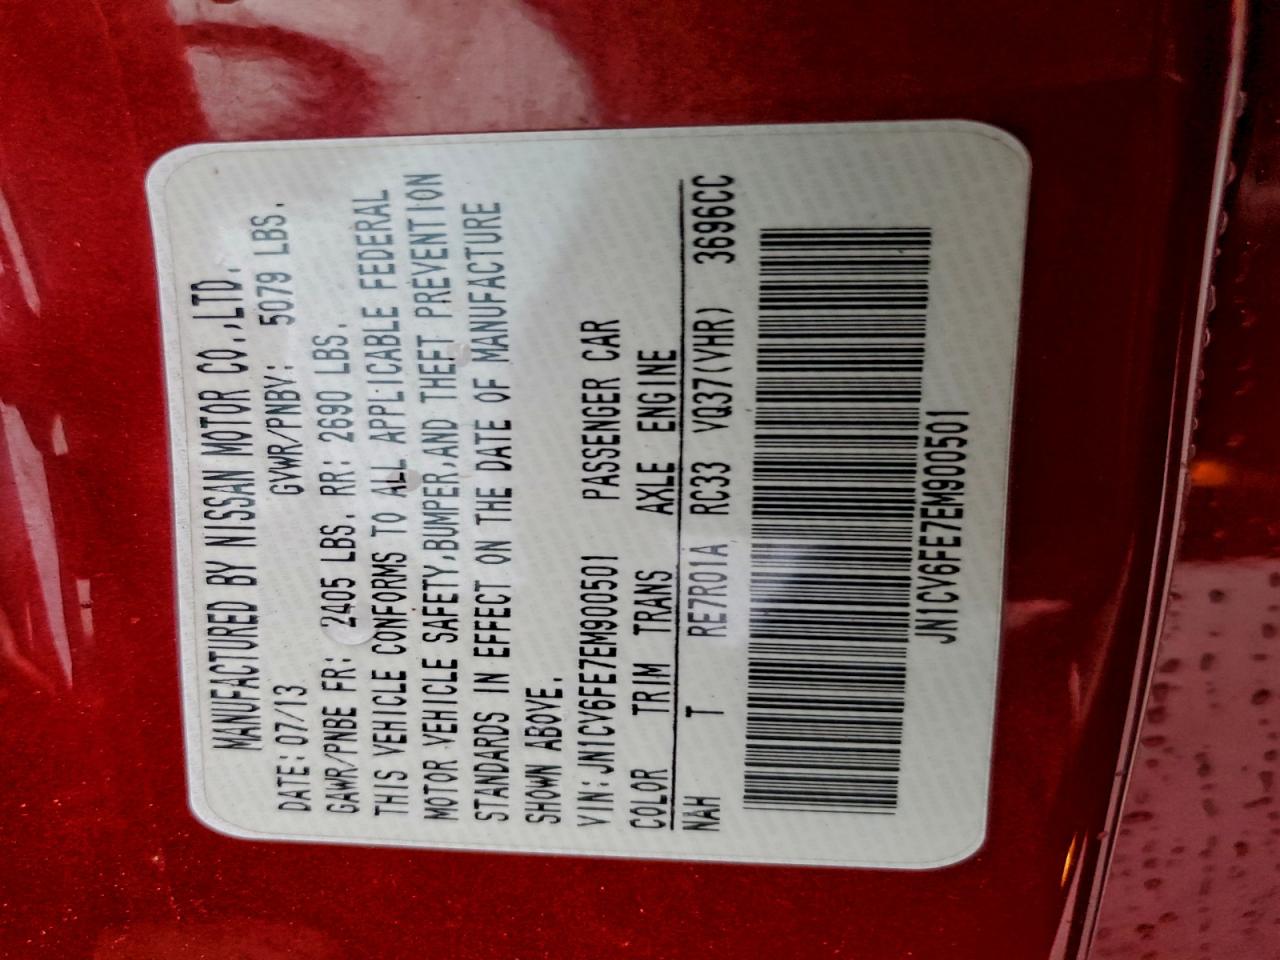 MANUFACTURED BY NISSAN MOTOR CO.,LTD.
DATE: 07/13 GVWR/PNBV: 5079 LBS.
GAWR/PNBE FR: 2405 LBS. RR: 2690 LBS.
THIS VEHICLE CONFORMS TO ALL APPLICABLE FEDERAL
MOTOR VEHICLE SAFETY,BUMPER,AND THEFT PREVENTION
STANDARDS IN EFFECT ON THE DATE OF MANUFACTURE
SHOWN ABOVE.
VIN: JN1CV6FE7EM900501 PASSENGER CAR
COLOR TRIM TRANS AXLE ENGINE
NAH T RE7R01A RC33 VQ37(VHR) 3696CC
JN1CV6FE7EM900501